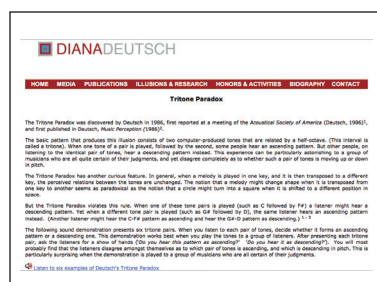 DIANADEUTSCH
HOME MEDIA PUBLICATIONS ILLUSIONS & RESEARCH HONORS & ACTIVITIES BIOGRAPHY CONTACT
Tritone Paradox
The Tritone Paradox was discovered by Deutsch in 1986, first reported at a meeting of the Acoustical Society of America (Deutsch, 1986)¹,
and first published in Deutsch, Music Perception (1986)².
The basic pattern that produces this illusion consists of two computer-produced tones that are related by a half-octave. (This interval is
called a tritone). When one tone of a pair is played, followed by the second, some people hear an ascending pattern. But other people, on
listening to the identical pair of tones, hear a descending pattern instead. This experience can be particularly astonishing to a group of
musicians who are all quite certain of their judgments, and yet disagree completely as to whether such a pair of tones is moving up or down
in pitch.
The Tritone Paradox has another curious feature. In general, when a melody is played in one key, and it is then transposed to a different
key, the perceived relations between the tones are unchanged. The notion that a melody might change shape when it is transposed from
one key to another seems as paradoxical as the notion that a circle might turn into a square when it is shifted to a different position in
space.
But the Tritone Paradox violates this rule. When one of these tone pairs is played (such as C followed by F#) a listener might hear a
descending pattern. Yet when a different tone pair is played (such as G# followed by D), the same listener hears an ascending pattern
instead. (Another listener might hear the C-F# pattern as ascending and hear the G#-D pattern as descending.) ¹ ⁻ ³
The following sound demonstration presents six tritone pairs. When you listen to each pair of tones, decide whether it forms an ascending
pattern or a descending one. This demonstration works best when you play the tones to a group of listeners. After presenting each tritone
pair, ask the listeners for a show of hands ('Do you hear this pattern as ascending?' 'Do you hear it as descending?'). You will most
probably find that the listeners disagree amongst themselves as to which pair of tones is ascending, and which is descending in pitch. This is
particularly surprising when the demonstration is played to a group of musicians who are all certain of their judgments.
Listen to six examples of Deutsch's Tritone Paradox